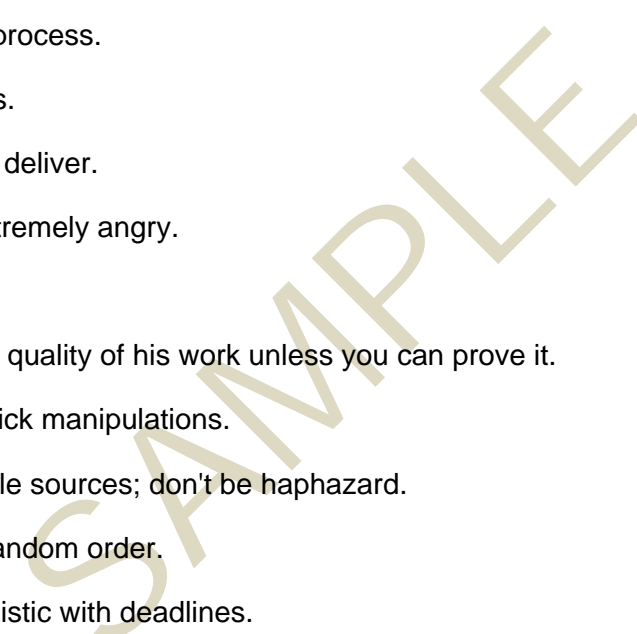 process.
s.
deliver.
tremely angry.
quality of his work unless you can prove it.
ick manipulations.
le sources; don't be haphazard.
andom order.
istic with deadlines.
SAMPLE